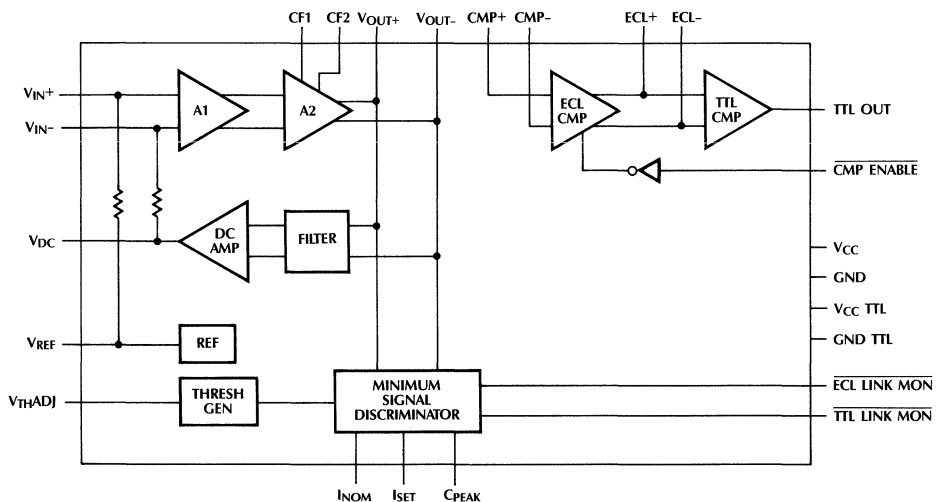 CF1 CF2 VOUT+ VOUT– CMP+ CMP– ECL+ ECL–
VIN+
A1
A2
ECL
CMP
TTL
CMP
TTL OUT
VIN–
CMP ENABLE
VDC
DC
AMP
FILTER
VCC
GND
VCC TTL
GND TTL
VREF
REF
VTHADJ
THRESH
GEN
MINIMUM
SIGNAL
DISCRIMINATOR
ECL LINK MON
TTL LINK MON
INOM ISET CPEAK